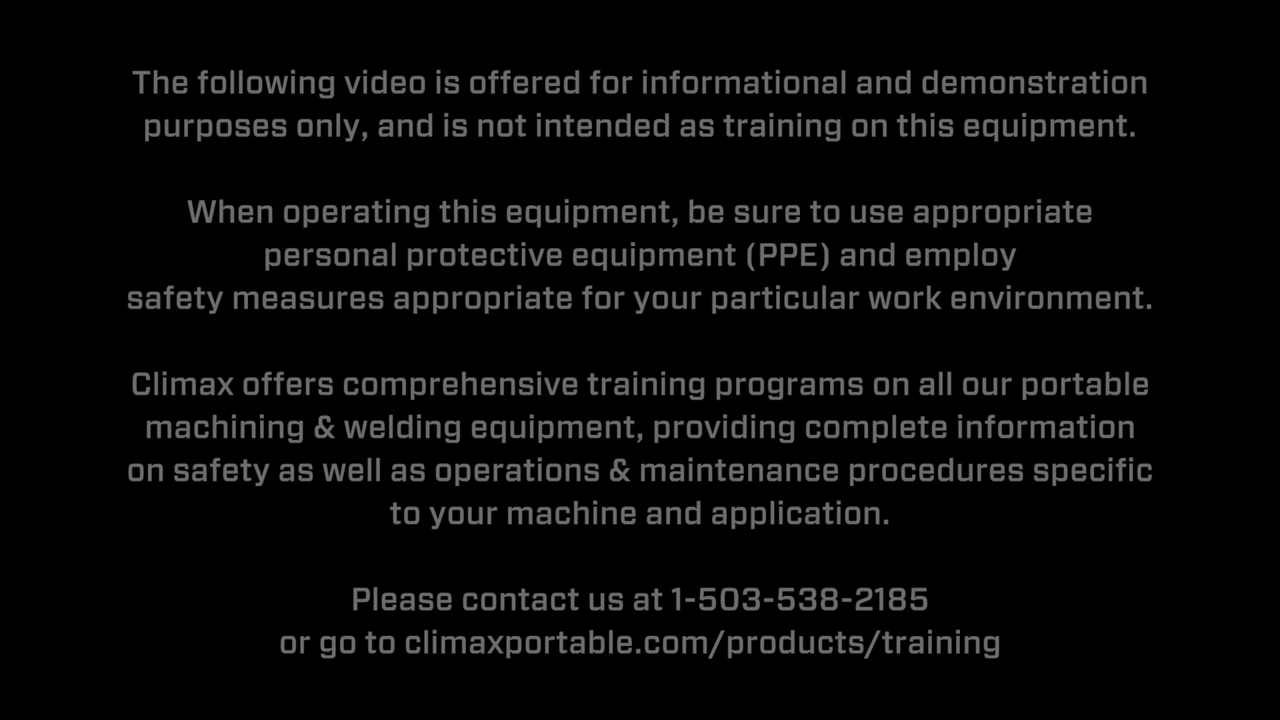 The following video is offered for informational and demonstration
purposes only, and is not intended as training on this equipment.
When operating this equipment, be sure to use appropriate
personal protective equipment (PPE) and employ
safety measures appropriate for your particular work environment.
Climax offers comprehensive training programs on all our portable
machining & welding equipment, providing complete information
on safety as well as operations & maintenance procedures specific
to your machine and application.
Please contact us at 1-503-538-2185
or go to climaxportable.com/products/training